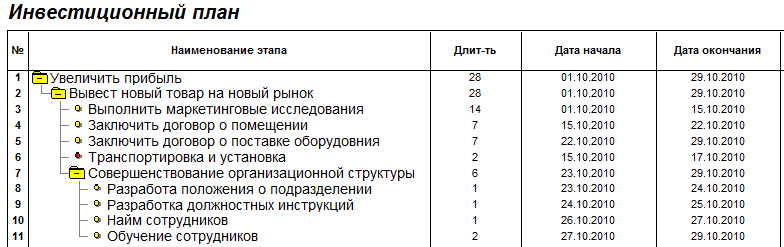 Инвестиционный план
№ Наименование этапа Длит-ть Дата начала Дата окончания
1 Увеличить прибыль 28 01.10.2010 29.10.2010
2 Вывест новый товар на новый рынок 28 01.10.2010 29.10.2010
3 Выполнить маркетинговые исследования 14 01.10.2010 15.10.2010
4 Заключить договор о помещении 7 15.10.2010 22.10.2010
5 Заключить договор о поставке оборудовния 7 22.10.2010 29.10.2010
6 Транспортировка и установка 2 15.10.2010 17.10.2010
7 Совершенствование организационной структуры 6 23.10.2010 29.10.2010
8 Разработа положения о подразделении 1 23.10.2010 24.10.2010
9 Разработка должностных инструкций 1 24.10.2010 25.10.2010
10 Найм сотрудников 1 26.10.2010 27.10.2010
11 Обучение сотрудников 2 27.10.2010 29.10.2010